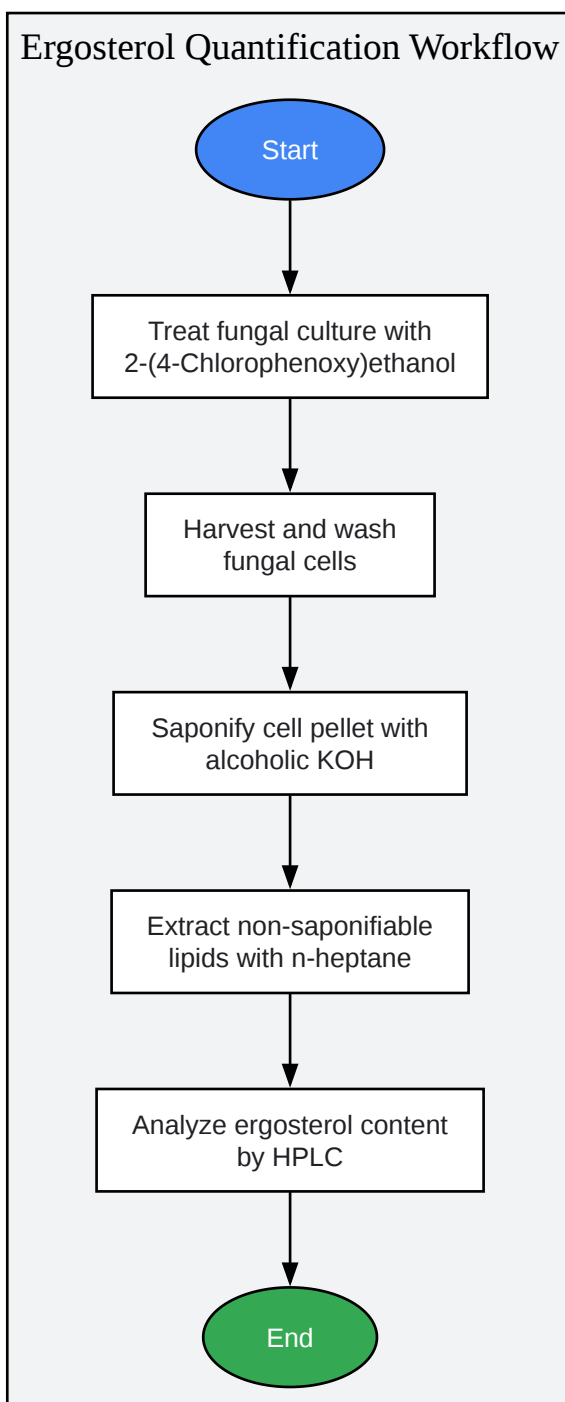 Ergosterol Quantification Workflow
Start
Treat fungal culture with
2-(4-Chlorophenoxy)ethanol
Harvest and wash
fungal cells
Saponify cell pellet with
alcoholic KOH
Extract non-saponifiable
lipids with n-heptane
Analyze ergosterol content
by HPLC
End